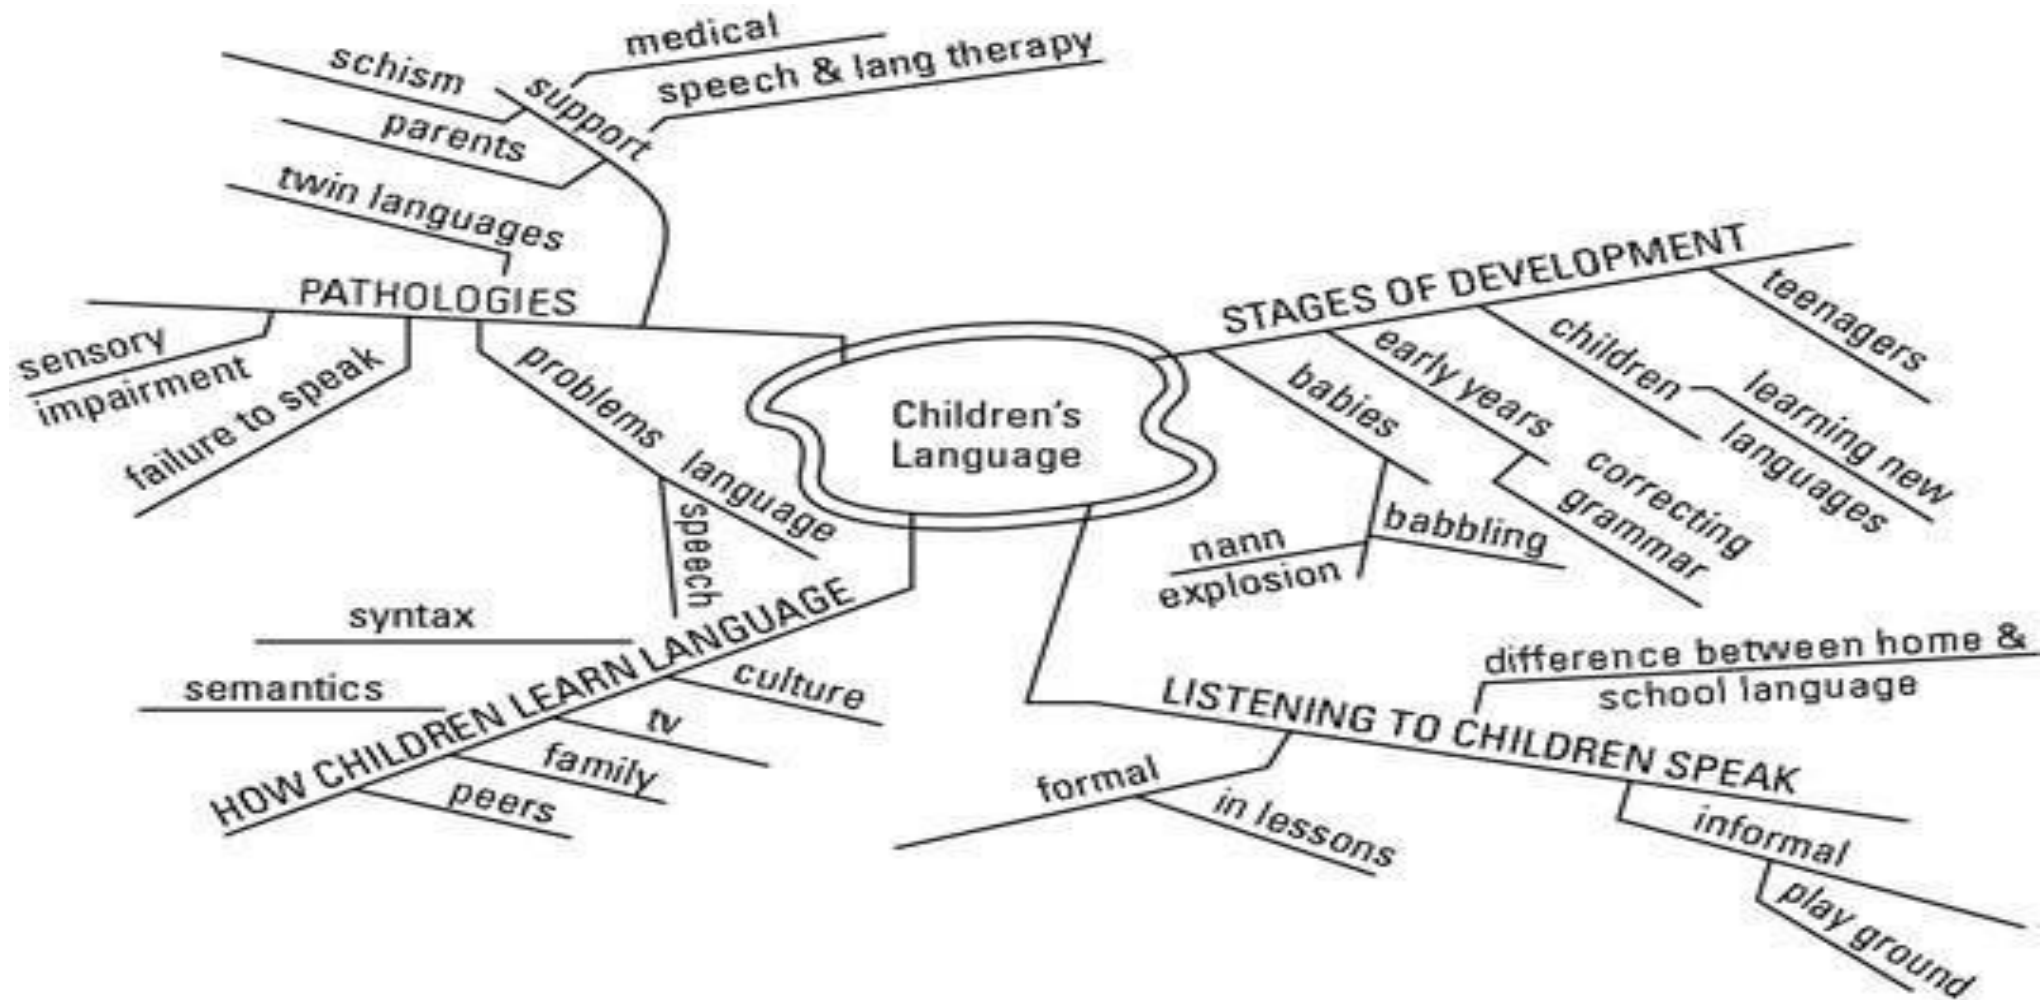 medical
speech & lang therapy
support
schism
parents
twin languages
PATHOLOGIES
sensory
impairment
failure to speak
problems
language
speech
Children's
Language
STAGES OF DEVELOPMENT
teenagers
children
learning new
languages
early years
correcting
grammar
babies
babbling
nann
explosion
HOW CHILDREN LEARN LANGUAGE
syntax
semantics
culture
tv
family
peers
LISTENING TO CHILDREN SPEAK
difference between home &
school language
formal
in lessons
informal
play ground